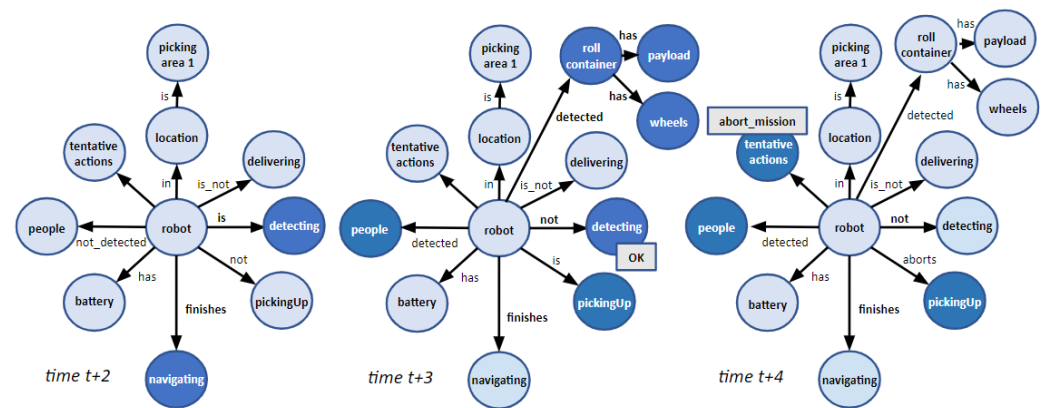 picking
area 1
is
location
tentative
actions
delivering
in
is_not
people
robot
is
detecting
not_detected
has
not
battery
pickingUp
finishes
time t+2
navigating
picking
area 1
roll
container
has
payload
is
has
wheels
detected
location
tentative
actions
delivering
in
is_not
people
robot
not
detecting
detected
OK
has
is
battery
pickingUp
finishes
time t+3
navigating
picking
area 1
roll
container
has
payload
has
is
wheels
abort_mission
detected
location
tentative
actions
delivering
in
is_not
people
robot
not
detecting
detected
has
aborts
battery
pickingUp
finishes
time t+4
navigating